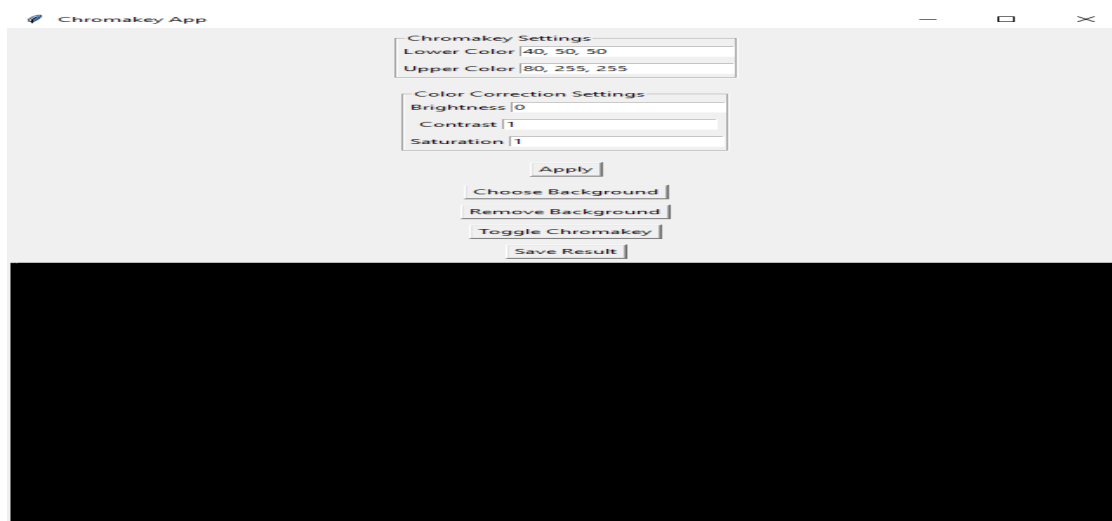 Chromakey App
Chromakey Settings
Lower Color 40, 50, 50
Upper Color 80, 255, 255
Color Correction Settings
Brightness 0
Contrast 1
Saturation 1
Apply
Choose Background
Remove Background
Toggle Chromakey
Save Result